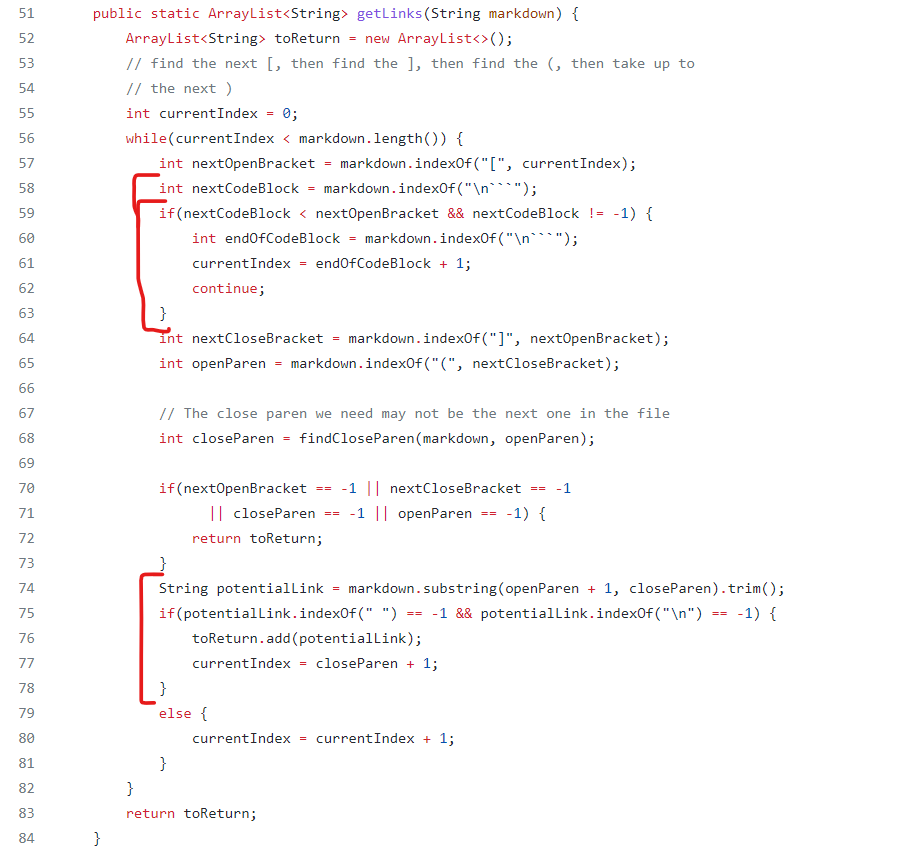 51 public static ArrayList<String> getLinks(String markdown) {
52 ArrayList<String> toReturn = new ArrayList<>();
53 // find the next [, then find the ], then find the (, then take up to
54 // the next )
55 int currentIndex = 0;
56 while(currentIndex < markdown.length()) {
57 int nextOpenBracket = markdown.indexOf("[", currentIndex);
58 int nextCodeBlock = markdown.indexOf("\n```");
59 if(nextCodeBlock < nextOpenBracket && nextCodeBlock != -1) {
60 int endOfCodeBlock = markdown.indexOf("\n```");
61 currentIndex = endOfCodeBlock + 1;
62 continue;
63 }
64 int nextCloseBracket = markdown.indexOf("]", nextOpenBracket);
65 int openParen = markdown.indexOf("(", nextCloseBracket);
66
67 // The close paren we need may not be the next one in the file
68 int closeParen = findCloseParen(markdown, openParen);
69
70 if(nextOpenBracket == -1 || nextCloseBracket == -1
71 || closeParen == -1 || openParen == -1) {
72 return toReturn;
73 }
74 String potentialLink = markdown.substring(openParen + 1, closeParen).trim();
75 if(potentialLink.indexOf(" ") == -1 && potentialLink.indexOf("\n") == -1) {
76 toReturn.add(potentialLink);
77 currentIndex = closeParen + 1;
78 }
79 else {
80 currentIndex = currentIndex + 1;
81 }
82 }
83 return toReturn;
84 }